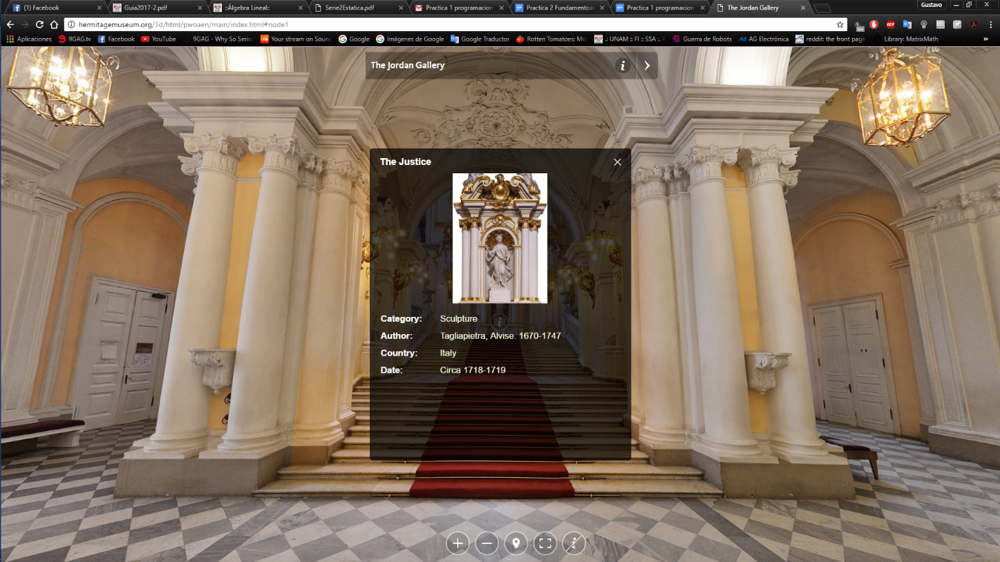 (1) Facebook
Guia2017-2.pdf
::Álgebra Lineal::
Serie2Estatica.pdf
Practica 1 programacion
Practica 2 Fundamentos
Practica 1 programacion
The Jordan Gallery
Gustavo
hermitagemuseum.org/3d/html/pwoaen/main/index.html#node1
Aplicaciones
9GAG.tv
Facebook
YouTube
9GAG - Why So Serio
Your stream on Soun
Google
Imágenes de Google
Google Traductor
Rotten Tomatoes: Mo
.: UNAM :: FI :: SSA :. A
Guerra de Robots
AG Electrónica
reddit: the front page
Library: MatrixMath
»
The Jordan Gallery
The Justice
Category: Sculpture
Author: Tagliapietra, Alvise. 1670-1747
Country: Italy
Date: Circa 1718-1719